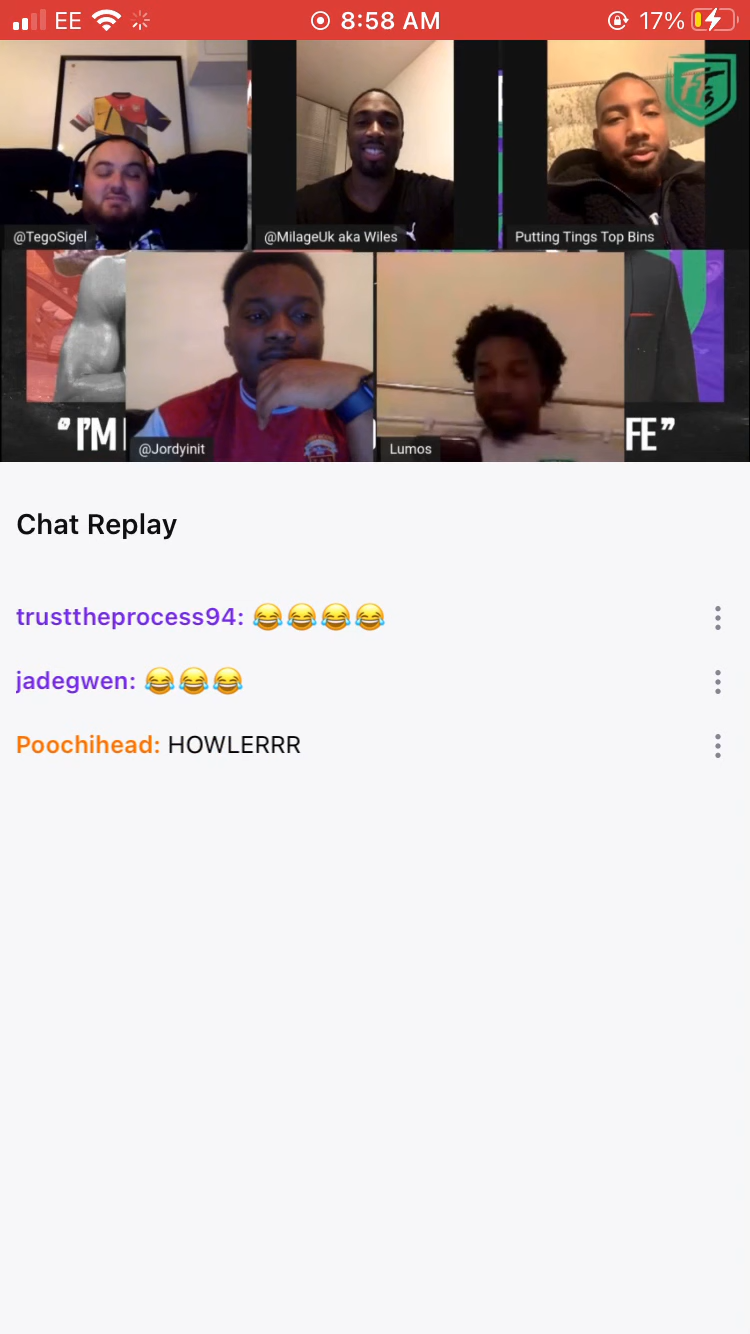 EE 8:58 AM 17%
FTs
@TegoSigel @MilageUk aka Wiles Putting Tings Top Bins
“I'M FE”
@Jordyinit Lumos
Chat Replay
trusttheprocess94: 😂😂😂😂
jadegwen: 😂😂😂
Poochihead: HOWLERRR